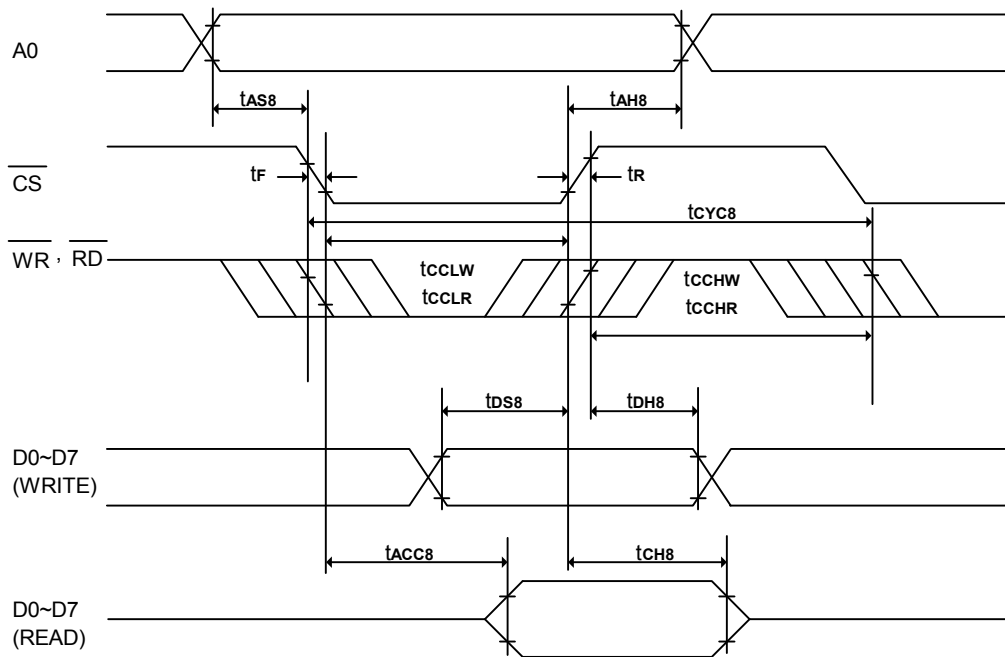 A0
tAS8
tAH8
CS
tF
tR
tCYC8
WR , RD
tCCLW
tCCLR
tCCHW
tCCHR
tDS8
tDH8
D0~D7
(WRITE)
tACC8
tCH8
D0~D7
(READ)